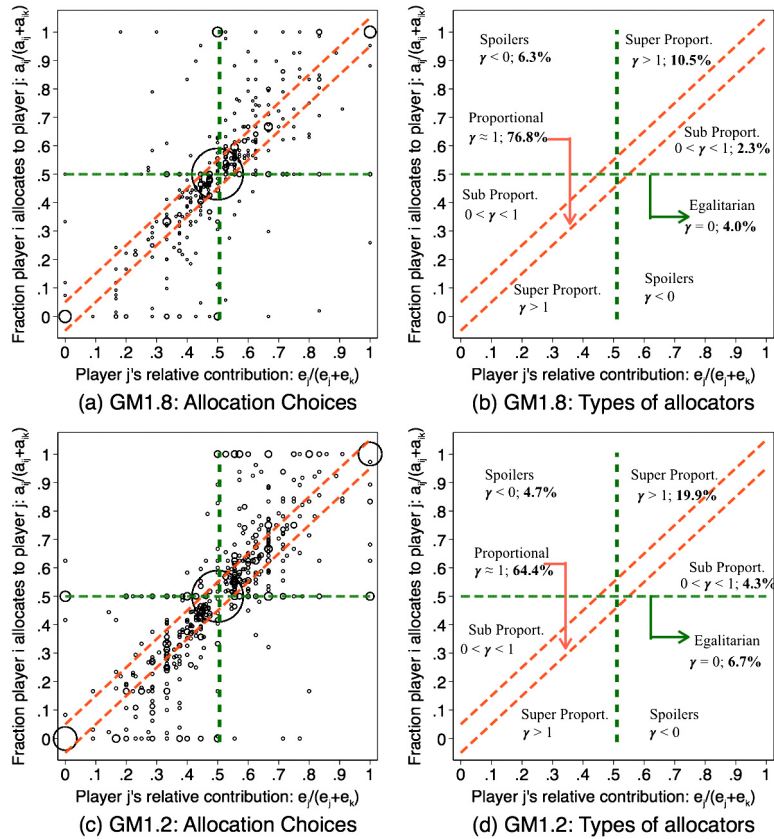 Fraction player i allocates to player j: aij/(aij+aik)
1
.9
.8
.7
.6
.5
.4
.3
.2
.1
0
0 .1 .2 .3 .4 .5 .6 .7 .8 .9 1
Player j's relative contribution: ej/(ej+eκ)
(a) GM1.8: Allocation Choices
Fraction player i allocates to player j: aij/(aij+aik)
1
.9
.8
.7
.6
.5
.4
.3
.2
.1
0
Spoilers
γ < 0; 6.3%
Super Proport.
γ > 1; 10.5%
Proportional
γ ≈ 1; 76.8%
Sub Proport.
0 < γ < 1; 2.3%
Sub Proport.
0 < γ < 1
Egalitarian
γ = 0; 4.0%
Super Proport.
γ > 1
Spoilers
γ < 0
0 .1 .2 .3 .4 .5 .6 .7 .8 .9 1
Player j's relative contribution: ej/(ej+eκ)
(b) GM1.8: Types of allocators
Fraction player i allocates to player j: aij/(aij+aik)
1
.9
.8
.7
.6
.5
.4
.3
.2
.1
0
0 .1 .2 .3 .4 .5 .6 .7 .8 .9 1
Player j's relative contribution: ej/(ej+eκ)
(c) GM1.2: Allocation Choices
Fraction player i allocates to player j: aij/(aij+aik)
1
.9
.8
.7
.6
.5
.4
.3
.2
.1
0
Spoilers
γ < 0; 4.7%
Super Proport.
γ > 1; 19.9%
Proportional
γ ≈ 1; 64.4%
Sub Proport.
0 < γ < 1; 4.3%
Sub Proport.
0 < γ < 1
Egalitarian
γ = 0; 6.7%
Super Proport.
γ > 1
Spoilers
γ < 0
0 .1 .2 .3 .4 .5 .6 .7 .8 .9 1
Player j's relative contribution: ej/(ej+eκ)
(d) GM1.2: Types of allocators